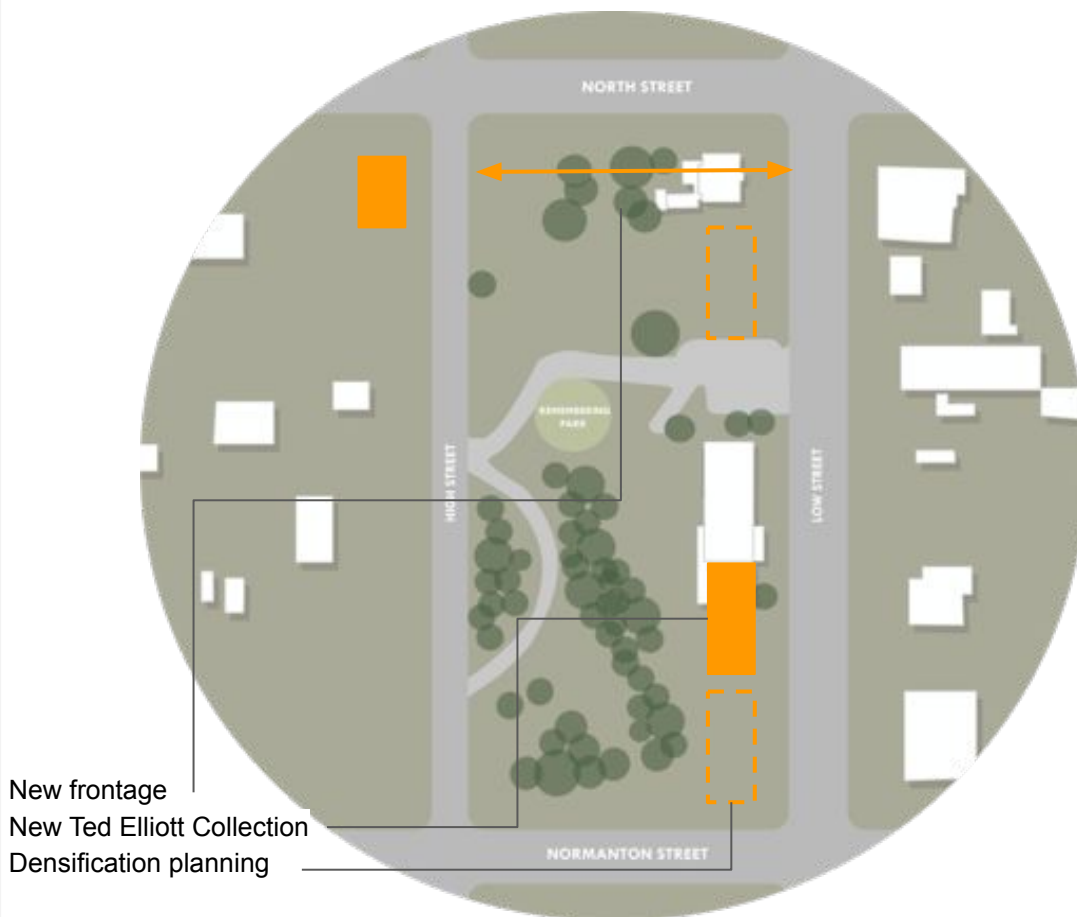 NORTH STREET
REMEMBERING
PARK
HIGH STREET
LOW STREET
New frontage
New Ted Elliott Collection
Densification planning
NORMANTON STREET